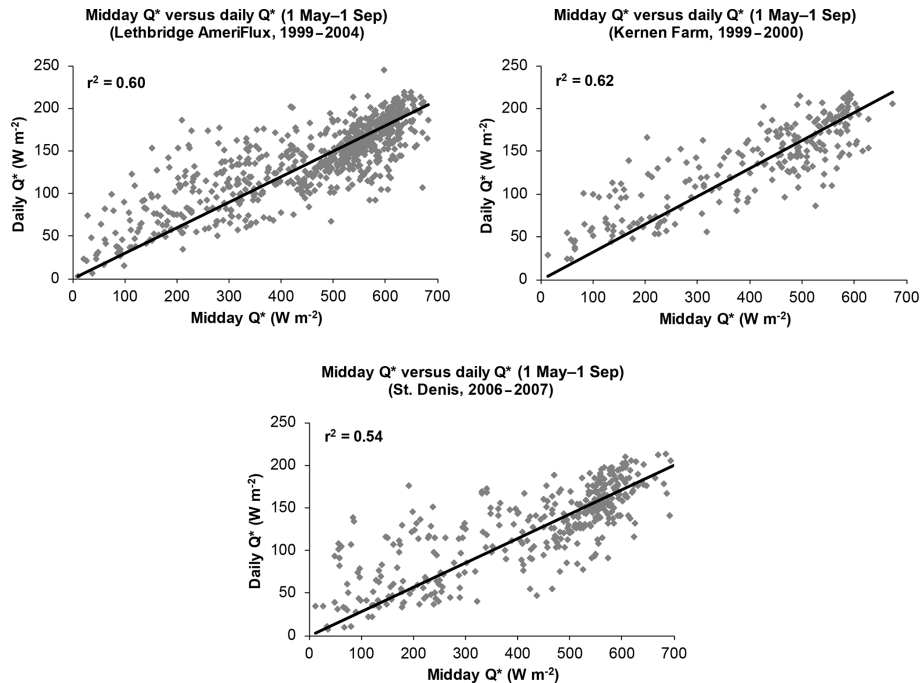 Midday Q* versus daily Q* (1 May–1 Sep)
(Lethbridge AmeriFlux, 1999–2004)
r² = 0.60
Daily Q* (W m⁻²)
250
200
150
100
50
0
0 100 200 300 400 500 600 700
Midday Q* (W m⁻²)
Midday Q* versus daily Q* (1 May–1 Sep)
(Kernen Farm, 1999–2000)
r² = 0.62
Daily Q* (W m⁻²)
250
200
150
100
50
0
0 100 200 300 400 500 600 700
Midday Q* (W m⁻²)
Midday Q* versus daily Q* (1 May–1 Sep)
(St. Denis, 2006–2007)
r² = 0.54
Daily Q* (W m⁻²)
250
200
150
100
50
0
0 100 200 300 400 500 600 700
Midday Q* (W m⁻²)